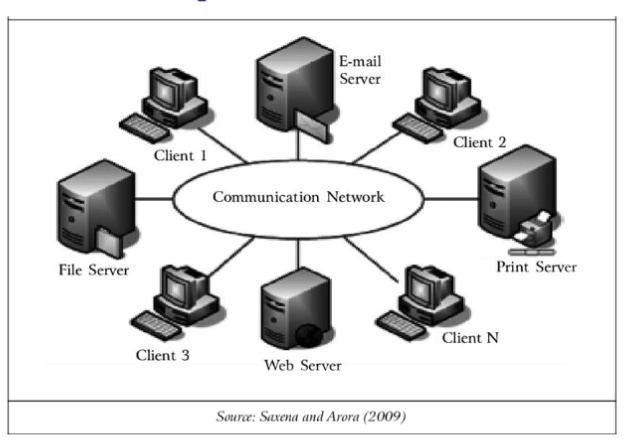 E-mail
Server
Client 1
Client 2
Communication Network
File Server
Print Server
Client 3
Client N
Web Server
Source: Saxena and Arora (2009)